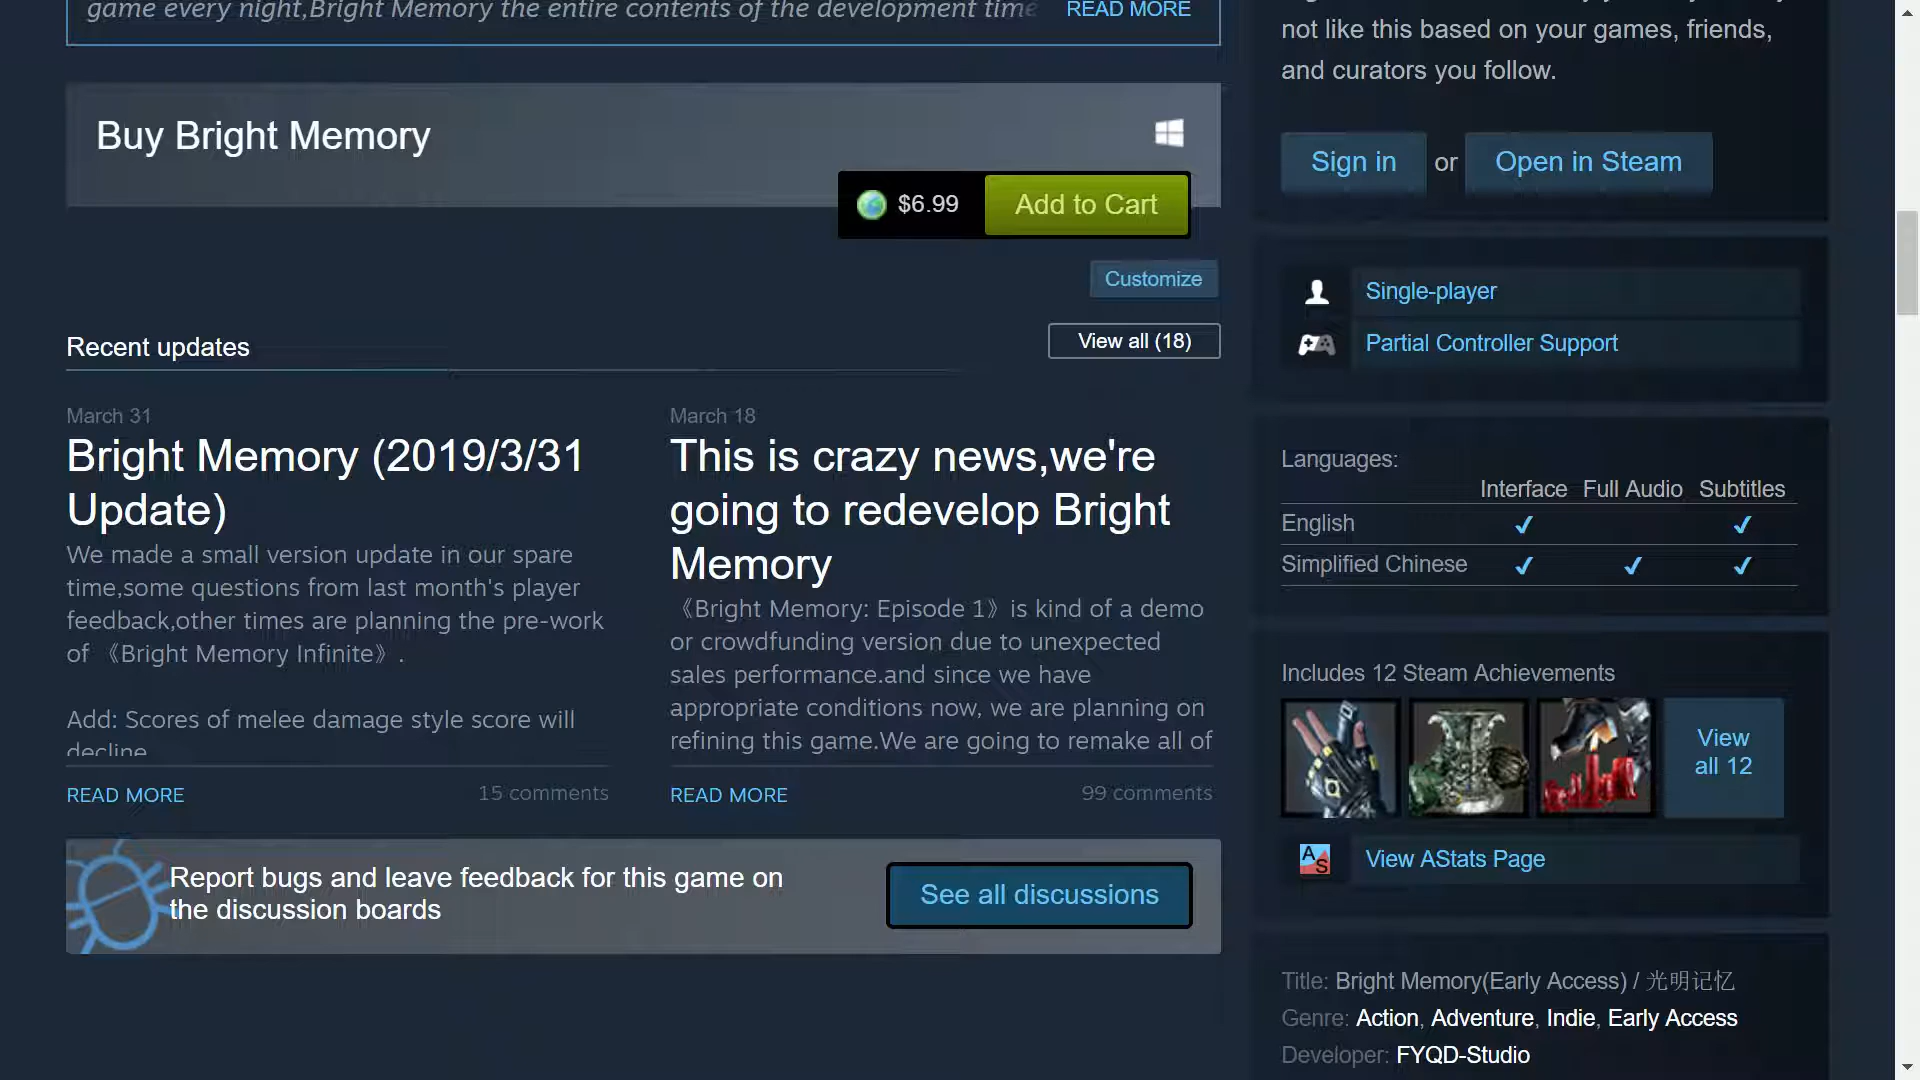 game every night,Bright Memory the entire contents of the development time
READ MORE
Buy Bright Memory
$6.99
Add to Cart
Customize
Recent updates
View all (18)
March 31
Bright Memory (2019/3/31
Update)
We made a small version update in our spare
time,some questions from last month's player
feedback,other times are planning the pre-work
of 《Bright Memory Infinite》.
Add: Scores of melee damage style score will
decline
READ MORE
15 comments
March 18
This is crazy news,we're
going to redevelop Bright
Memory
《Bright Memory: Episode 1》is kind of a demo
or crowdfunding version due to unexpected
sales performance.and since we have
appropriate conditions now, we are planning on
refining this game.We are going to remake all of
READ MORE
99 comments
Report bugs and leave feedback for this game on
the discussion boards
See all discussions
not like this based on your games, friends,
and curators you follow.
Sign in or Open in Steam
Single-player
Partial Controller Support
Languages:
Interface Full Audio Subtitles
English ✔ ✔
Simplified Chinese ✔ ✔ ✔
Includes 12 Steam Achievements
View
all 12
AS
View AStats Page
Title: Bright Memory(Early Access) / 光明记忆
Genre: Action, Adventure, Indie, Early Access
Developer: FYQD-Studio